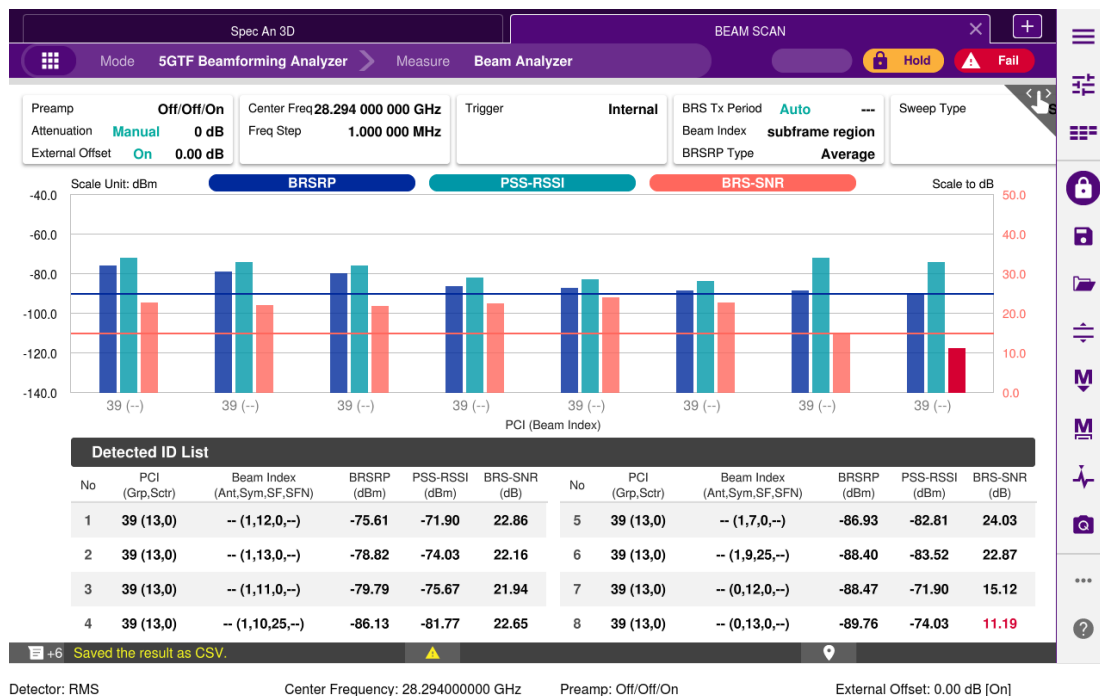 Spec An 3D
BEAM SCAN
Mode 5GTF Beamforming Analyzer Measure Beam Analyzer
Hold
Fail
Preamp Off/Off/On
Attenuation Manual 0 dB
External Offset On 0.00 dB
Center Freq 28.294 000 000 GHz
Freq Step 1.000 000 MHz
Trigger Internal
BRS Tx Period Auto ---
Beam Index subframe region
BRSRP Type Average
Sweep Type S
Scale Unit: dBm BRSRP PSS-RSSI BRS-SNR Scale to dB
-40.0 50.0
-60.0 40.0
-80.0 30.0
-100.0 20.0
-120.0 10.0
-140.0 0.0
39 (--) 39 (--) 39 (--) 39 (--) 39 (--) 39 (--) 39 (--) 39 (--)
PCI (Beam Index)
Detected ID List
No PCI Beam Index BRSRP PSS-RSSI BRS-SNR No PCI Beam Index BRSRP PSS-RSSI BRS-SNR
(Grp,Sctr) (Ant,Sym,SF,SFN) (dBm) (dBm) (dB) (Grp,Sctr) (Ant,Sym,SF,SFN) (dBm) (dBm) (dB)
1 39 (13,0) -- (1,12,0,--) -75.61 -71.90 22.86 5 39 (13,0) -- (1,7,0,--) -86.93 -82.81 24.03
2 39 (13,0) -- (1,13,0,--) -78.82 -74.03 22.16 6 39 (13,0) -- (1,9,25,--) -88.40 -83.52 22.87
3 39 (13,0) -- (1,11,0,--) -79.79 -75.67 21.94 7 39 (13,0) -- (0,12,0,--) -88.47 -71.90 15.12
4 39 (13,0) -- (1,10,25,--) -86.13 -81.77 22.65 8 39 (13,0) -- (0,13,0,--) -89.76 -74.03 11.19
+6 Saved the result as CSV.
Detector: RMS Center Frequency: 28.294000000 GHz Preamp: Off/Off/On External Offset: 0.00 dB [On]